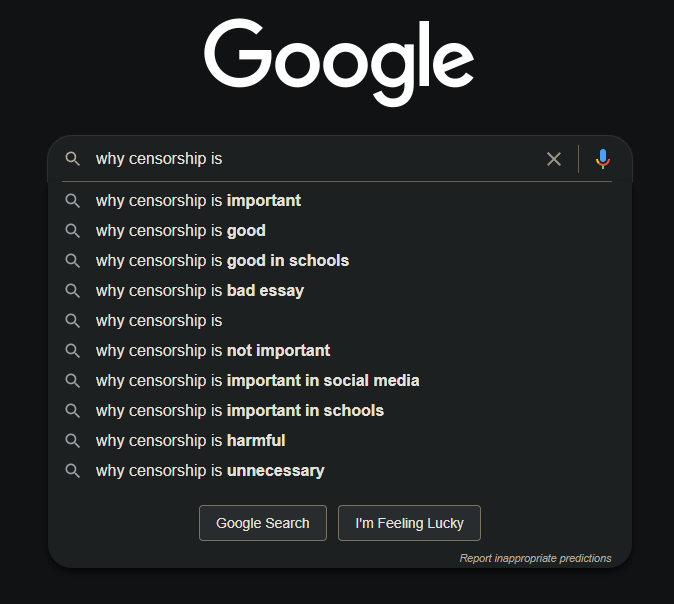 Google
why censorship is
why censorship is important
why censorship is good
why censorship is good in schools
why censorship is bad essay
why censorship is
why censorship is not important
why censorship is important in social media
why censorship is important in schools
why censorship is harmful
why censorship is unnecessary
Google Search I'm Feeling Lucky
Report inappropriate predictions